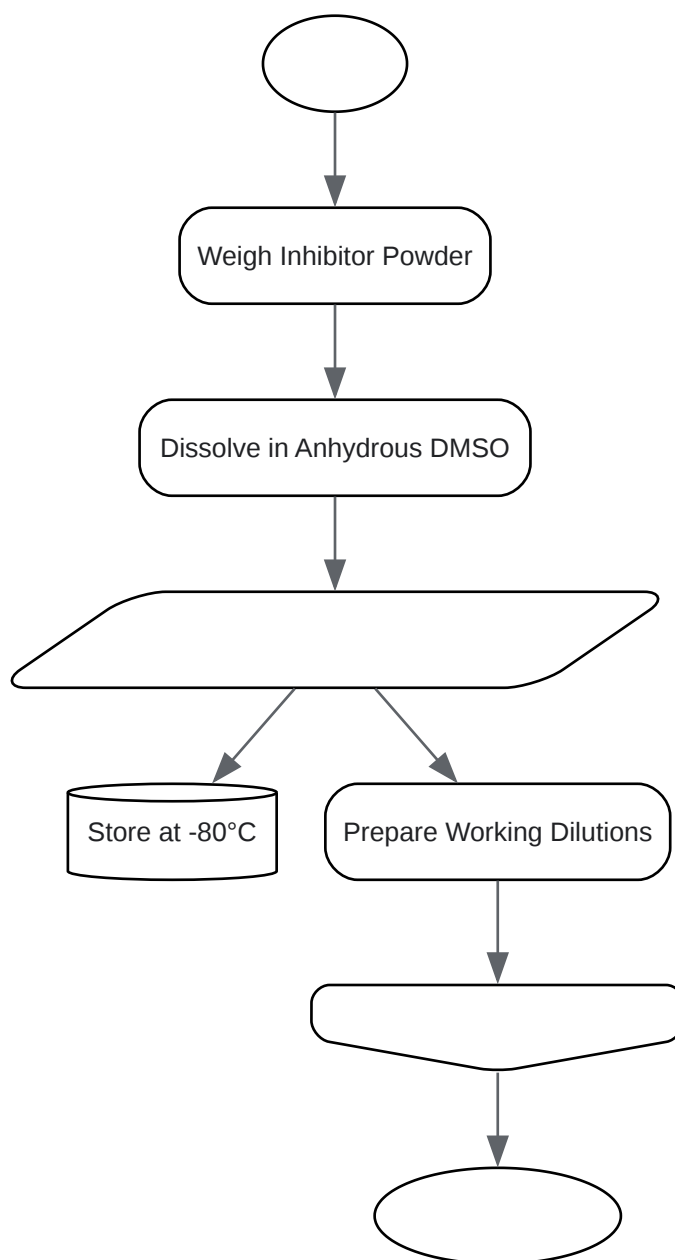 Weigh Inhibitor Powder
Dissolve in Anhydrous DMSO
Store at -80°C
Prepare Working Dilutions